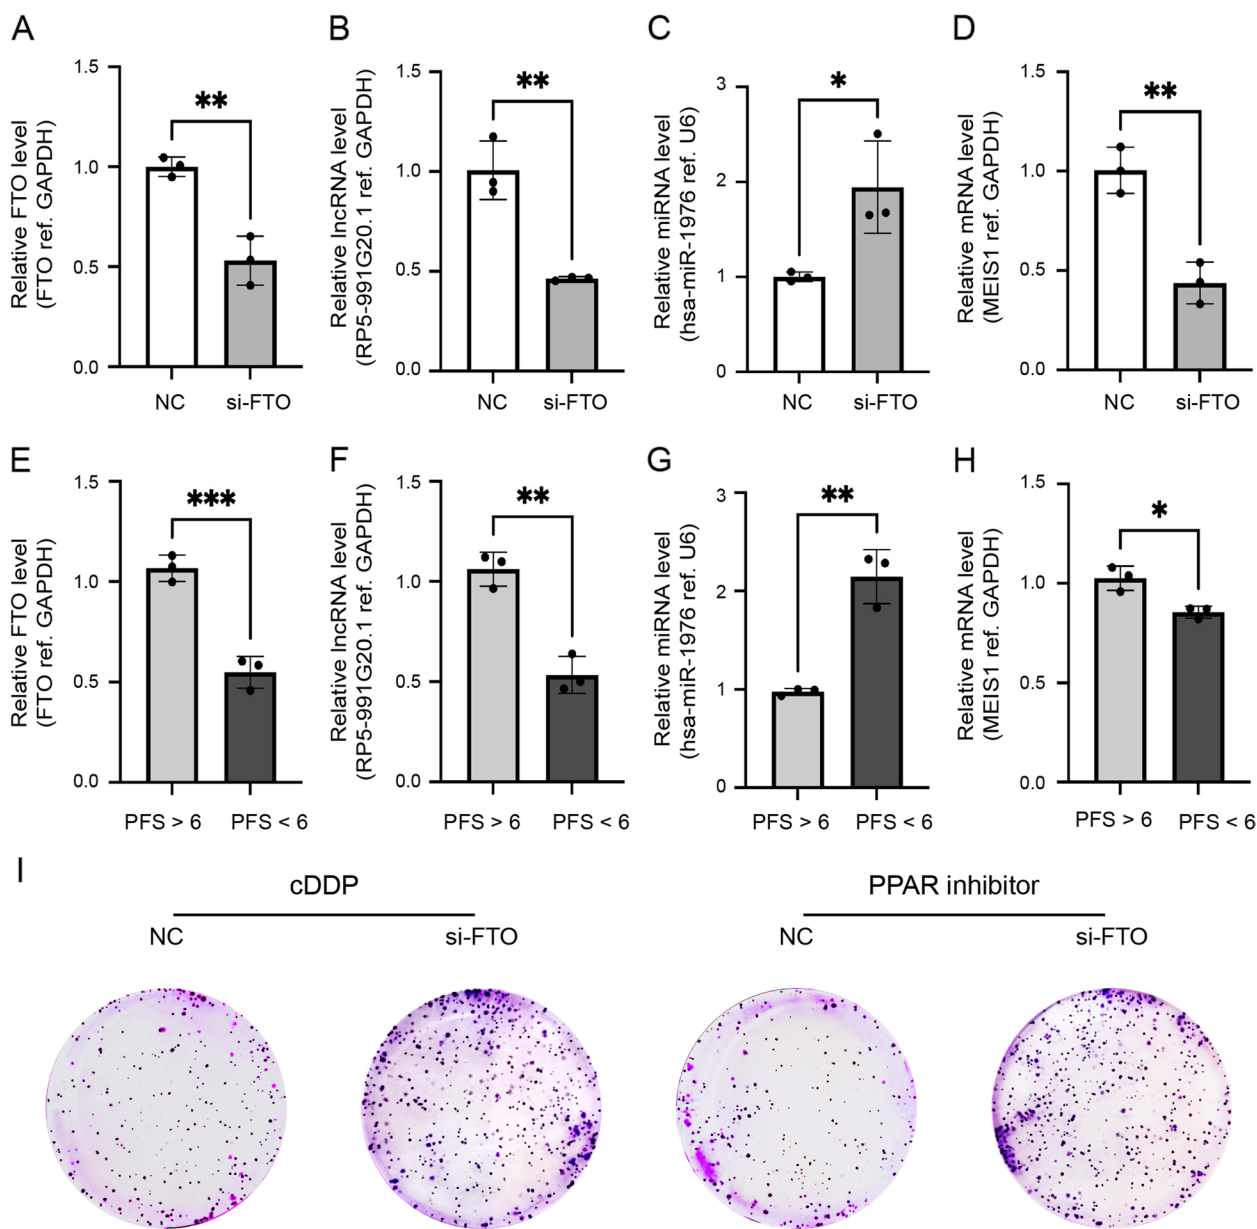 A
Relative FTO level
(FTO ref. GAPDH)
1.5
1.0
0.5
0.0
**
NC
si-FTO
B
Relative lncRNA level
(RP5-991G20.1 ref. GAPDH)
1.5
1.0
0.5
0.0
**
NC
si-FTO
C
Relative miRNA level
(hsa-miR-1976 ref. U6)
3
2
1
0
*
NC
si-FTO
D
Relative mRNA level
(MEIS1 ref. GAPDH)
1.5
1.0
0.5
0.0
**
NC
si-FTO
E
Relative FTO level
(FTO ref. GAPDH)
1.5
1.0
0.5
0.0
***
PFS > 6
PFS < 6
F
Relative lncRNA level
(RP5-991G20.1 ref. GAPDH)
1.5
1.0
0.5
0.0
**
PFS > 6
PFS < 6
G
Relative miRNA level
(hsa-miR-1976 ref. U6)
3
2
1
0
**
PFS > 6
PFS < 6
H
Relative mRNA level
(MEIS1 ref. GAPDH)
1.5
1.0
0.5
0.0
*
PFS > 6
PFS < 6
I
cDDP
NC
si-FTO
PPAR inhibitor
NC
si-FTO